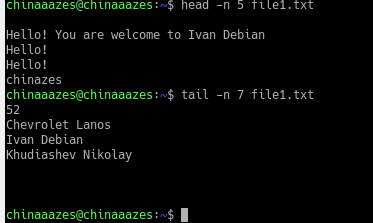 chinaaazes@chinaaazes:~$ head -n 5 file1.txt
Hello! You are welcome to Ivan Debian
Hello!
Hello!
chinazes
chinaaazes@chinaaazes:~$ tail -n 7 file1.txt
52
Chevrolet Lanos
Ivan Debian
Khudiashev Nikolay
chinaaazes@chinaaazes:~$